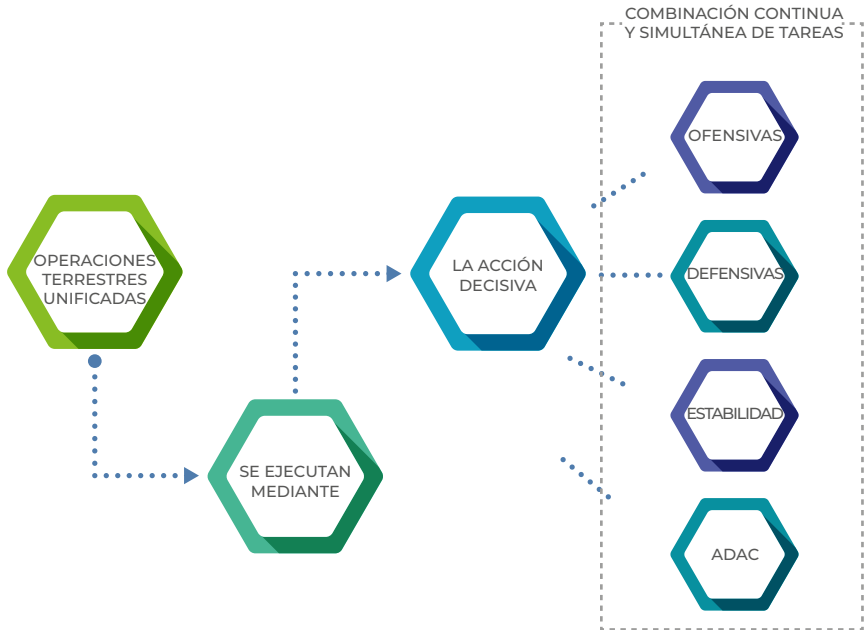 COMBINACIÓN CONTINUA
Y SIMULTÁNEA DE TAREAS
OPERACIONES
TERRESTRES
UNIFICADAS
SE EJECUTAN
MEDIANTE
LA ACCIÓN
DECISIVA
OFENSIVAS
DEFENSIVAS
ESTABILIDAD
ADAC